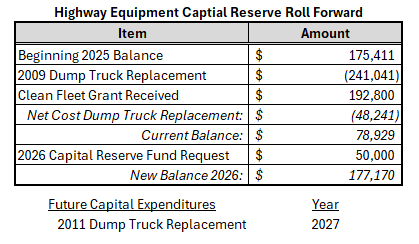 Highway Equipment Captial Reserve Roll Forward
Item Amount
Beginning 2025 Balance $ 175,411
2009 Dump Truck Replacement $ (241,041)
Clean Fleet Grant Received $ 192,800
Net Cost Dump Truck Replacement: $ (48,241)
Current Balance: $ 78,929
2026 Capital Reserve Fund Request $ 50,000
New Balance 2026: $ 177,170
Future Capital Expenditures Year
2011 Dump Truck Replacement 2027